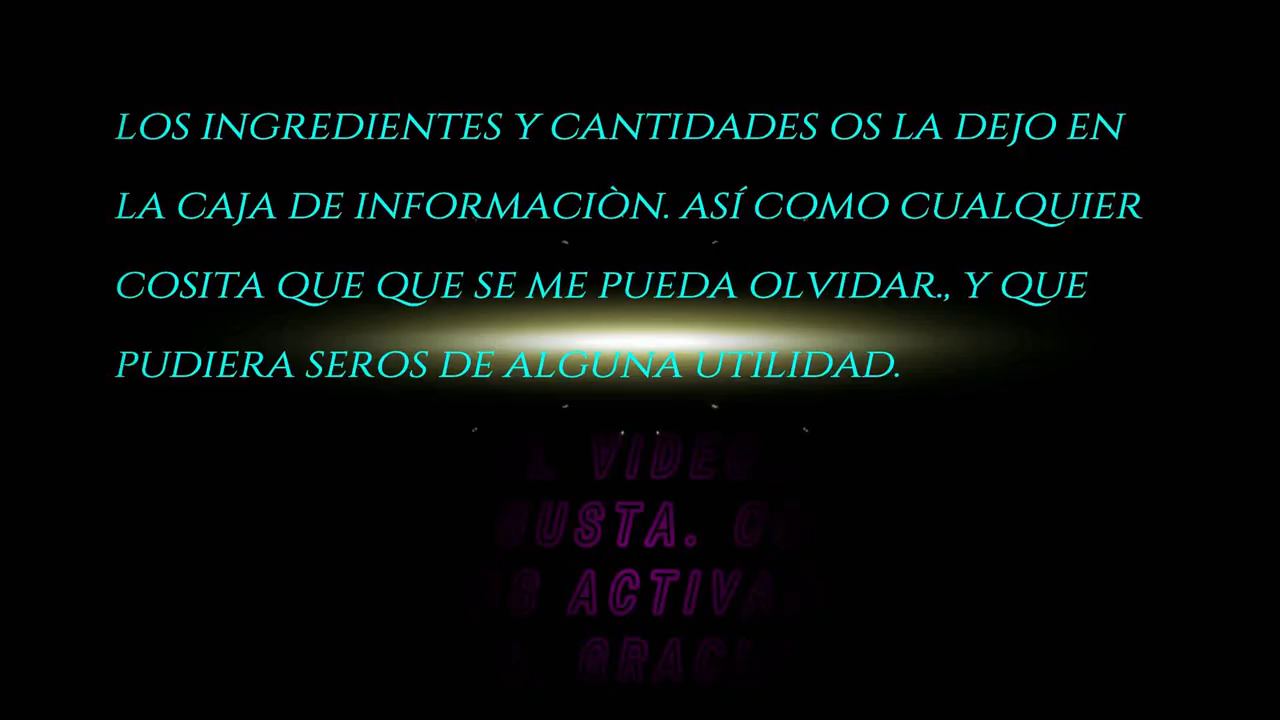 LOS INGREDIENTES Y CANTIDADES OS LA DEJO EN
LA CAJA DE INFORMACIÒN. ASÍ COMO CUALQUIER
COSITA QUE QUE SE ME PUEDA OLVIDAR., Y QUE
PUDIERA SEROS DE ALGUNA UTILIDAD.
VIDEO